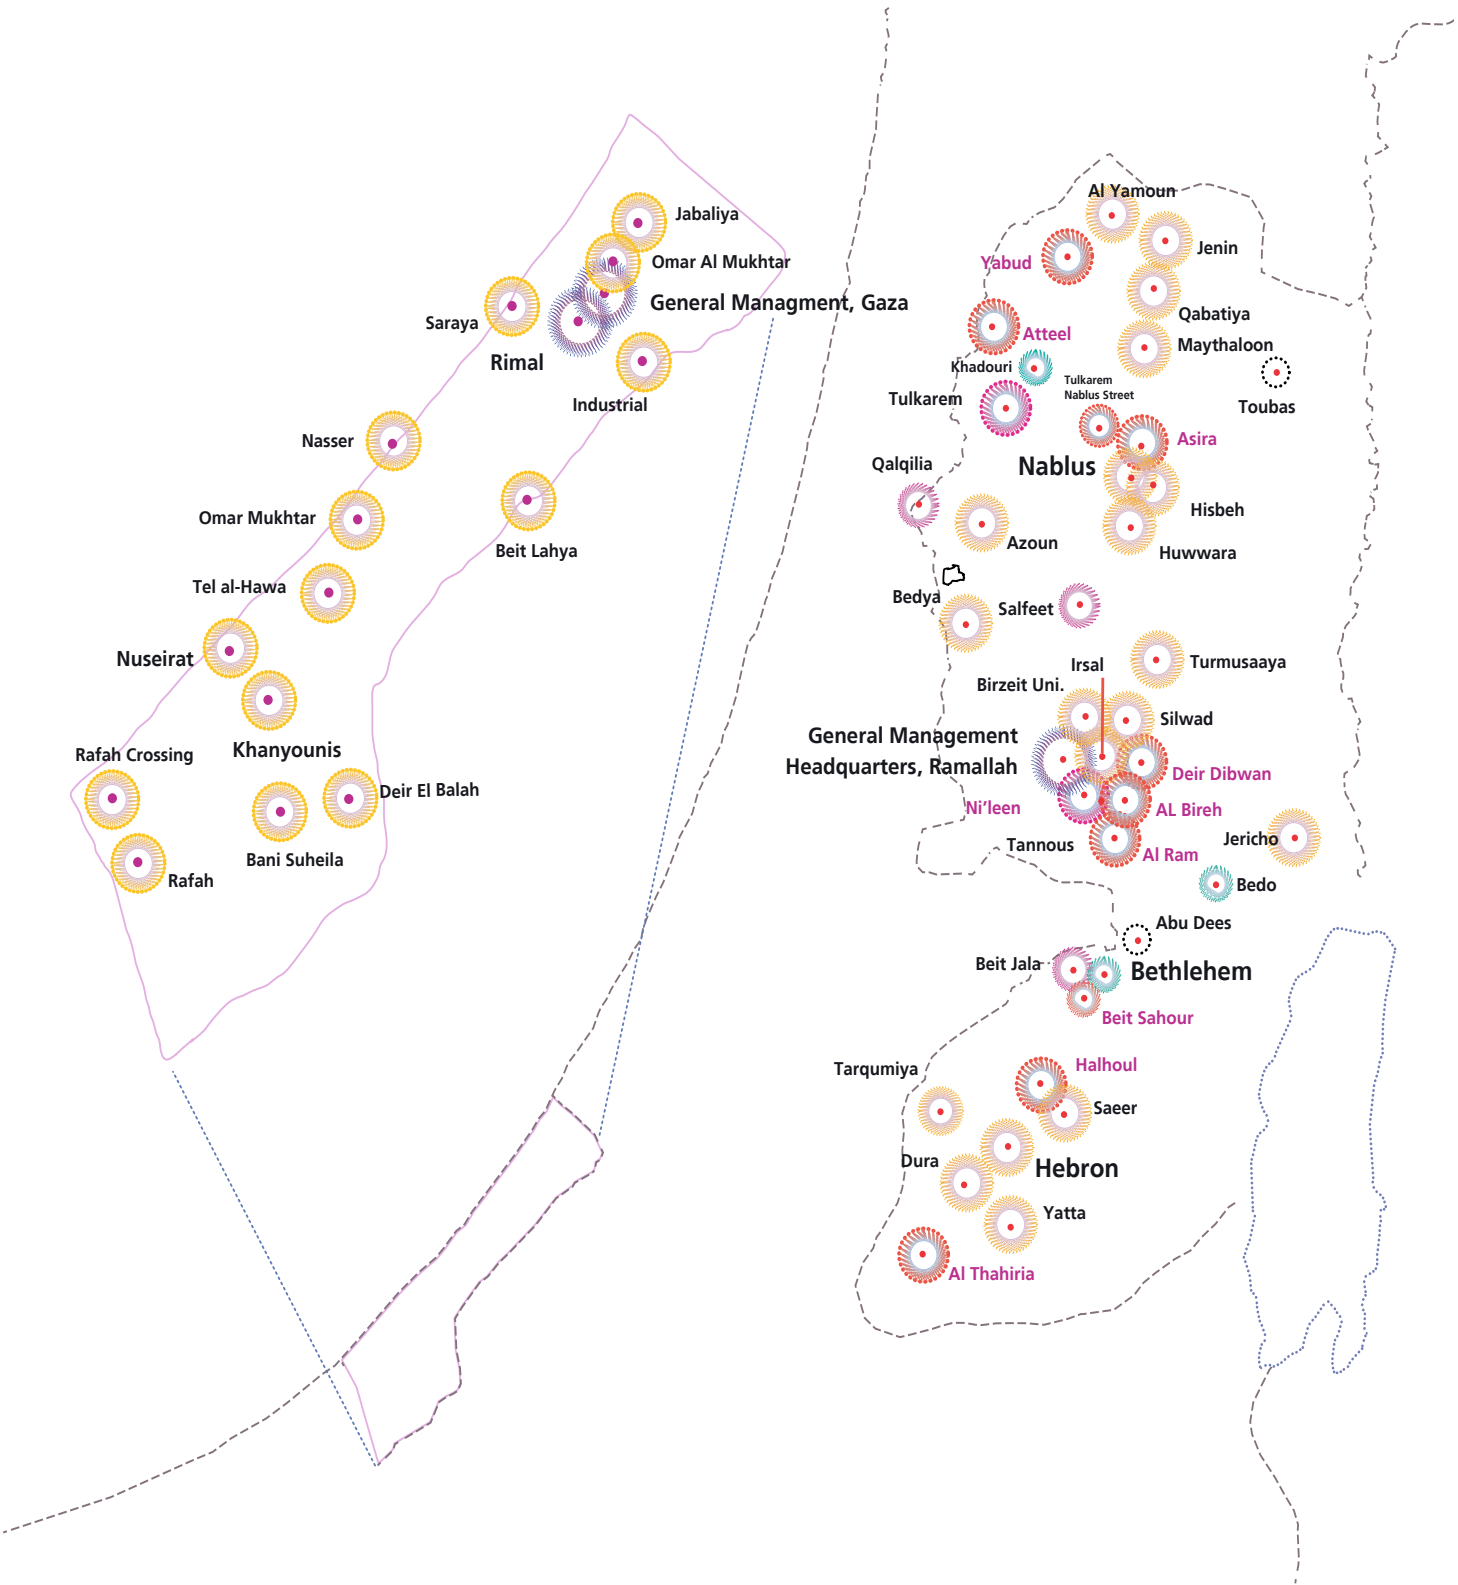 Jabaliya
Omar Al Mukhtar
General Managment, Gaza
Saraya
Rimal
Industrial
Nasser
Omar Mukhtar
Beit Lahya
Tel al-Hawa
Nuseirat
Khanyounis
Rafah Crossing
Deir El Balah
Bani Suheila
Rafah
Al Yamoun
Jenin
Yabud
Qabatiya
Atteel
Maythaloon
Khadouri
Toubas
Tulkarem
Tulkarem
Nablus Street
Asira
Nablus
Qalqilia
Hisbeh
Azoun
Huwwara
Bedya
Salfeet
Irsal
Turmusaaya
Birzeit Uni.
Silwad
General Management
Headquarters, Ramallah
Deir Dibwan
Ni’leen
AL Bireh
Tannous
Al Ram
Jericho
Bedo
Abu Dees
Beit Jala
Bethlehem
Beit Sahour
Tarqumiya
Halhoul
Saeer
Dura
Hebron
Yatta
Al Thahiria